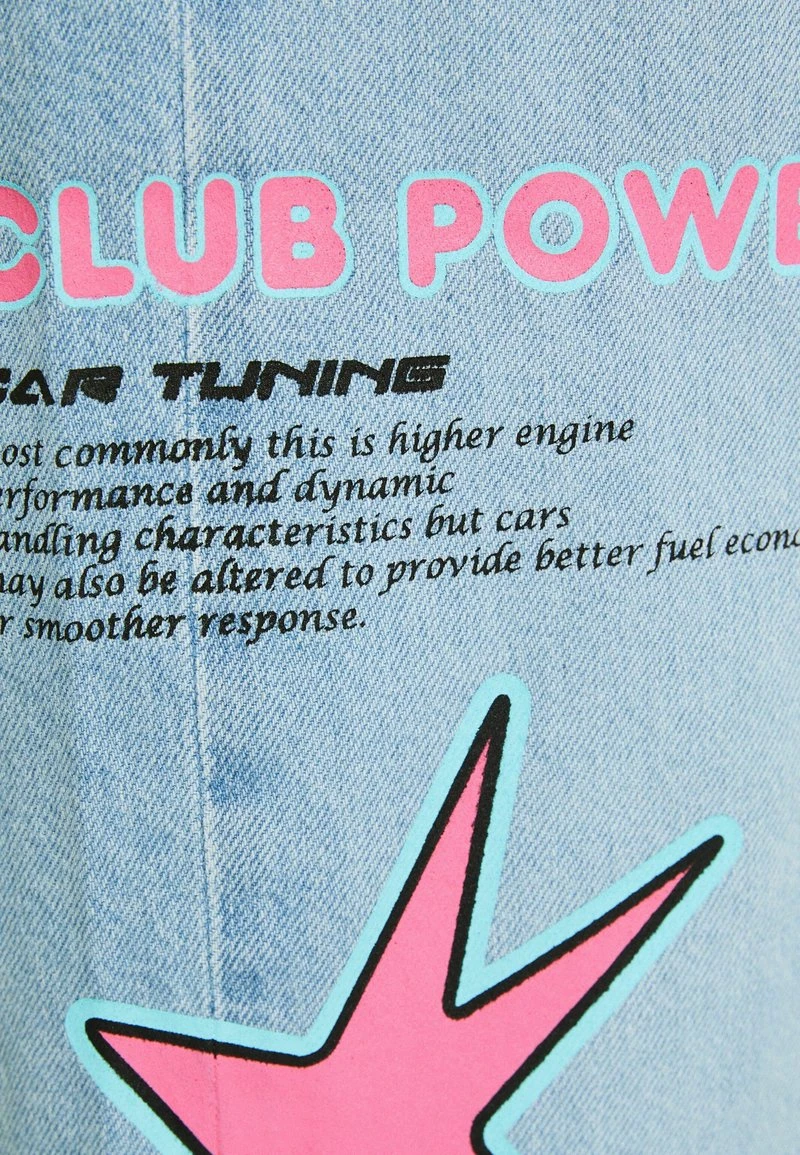 CLUB POWE
CAR TUNING
ost commonly this is higher engine
erformance and dynamic
andling characteristics but cars
may also be altered to provide better fuel econo
r smoother response.